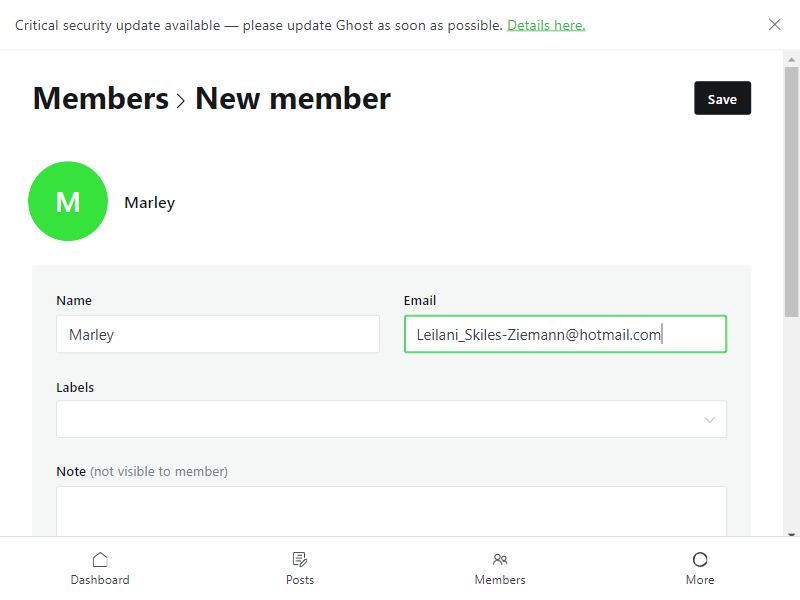 Critical security update available — please update Ghost as soon as possible. Details here.
Members > New member
Save
M
Marley
Name
Email
Marley
Leilani_Skiles-Ziemann@hotmail.com
Labels
Note (not visible to member)
Dashboard
Posts
Members
More